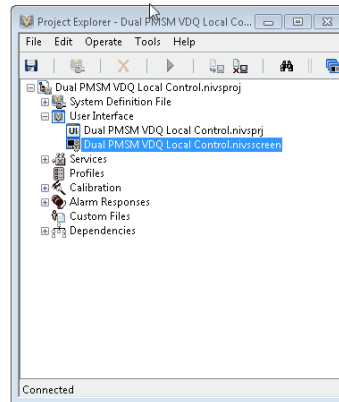 Project Explorer - Dual PMSM VDQ Local Co...
File Edit Operate Tools Help
Dual PMSM VDQ Local Control.nivsproj
System Definition File
User Interface
UI Dual PMSM VDQ Local Control.nivsprj
Dual PMSM VDQ Local Control.nivsscreen
Services
Profiles
Calibration
Alarm Responses
Custom Files
Dependencies
Connected